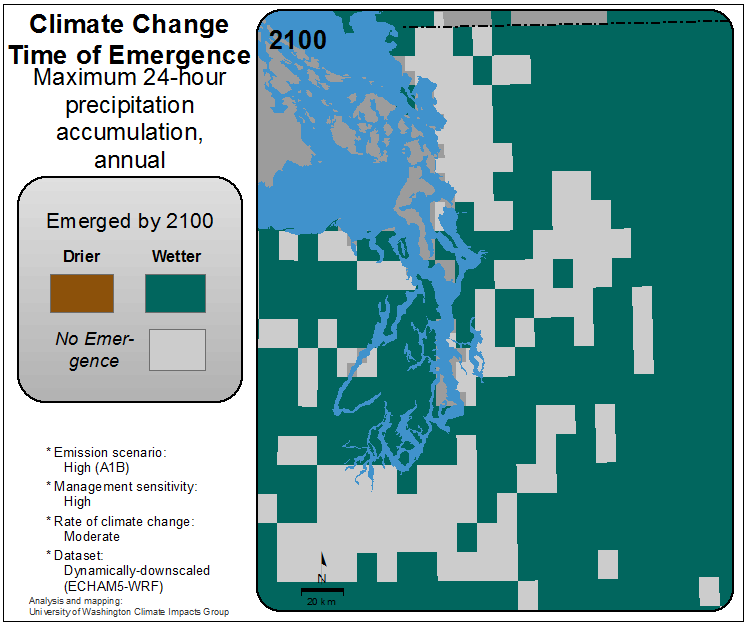 Climate Change
Time of Emergence
Maximum 24-hour
precipitation
accumulation,
annual
Emerged by 2100
Drier
Wetter
No Emer-
gence
* Emission scenario:
High (A1B)
* Management sensitivity:
High
* Rate of climate change:
Moderate
* Dataset:
Dynamically-downscaled
(ECHAM5-WRF)
Analysis and mapping:
University of Washington Climate Impacts Group
2100
N
20 km